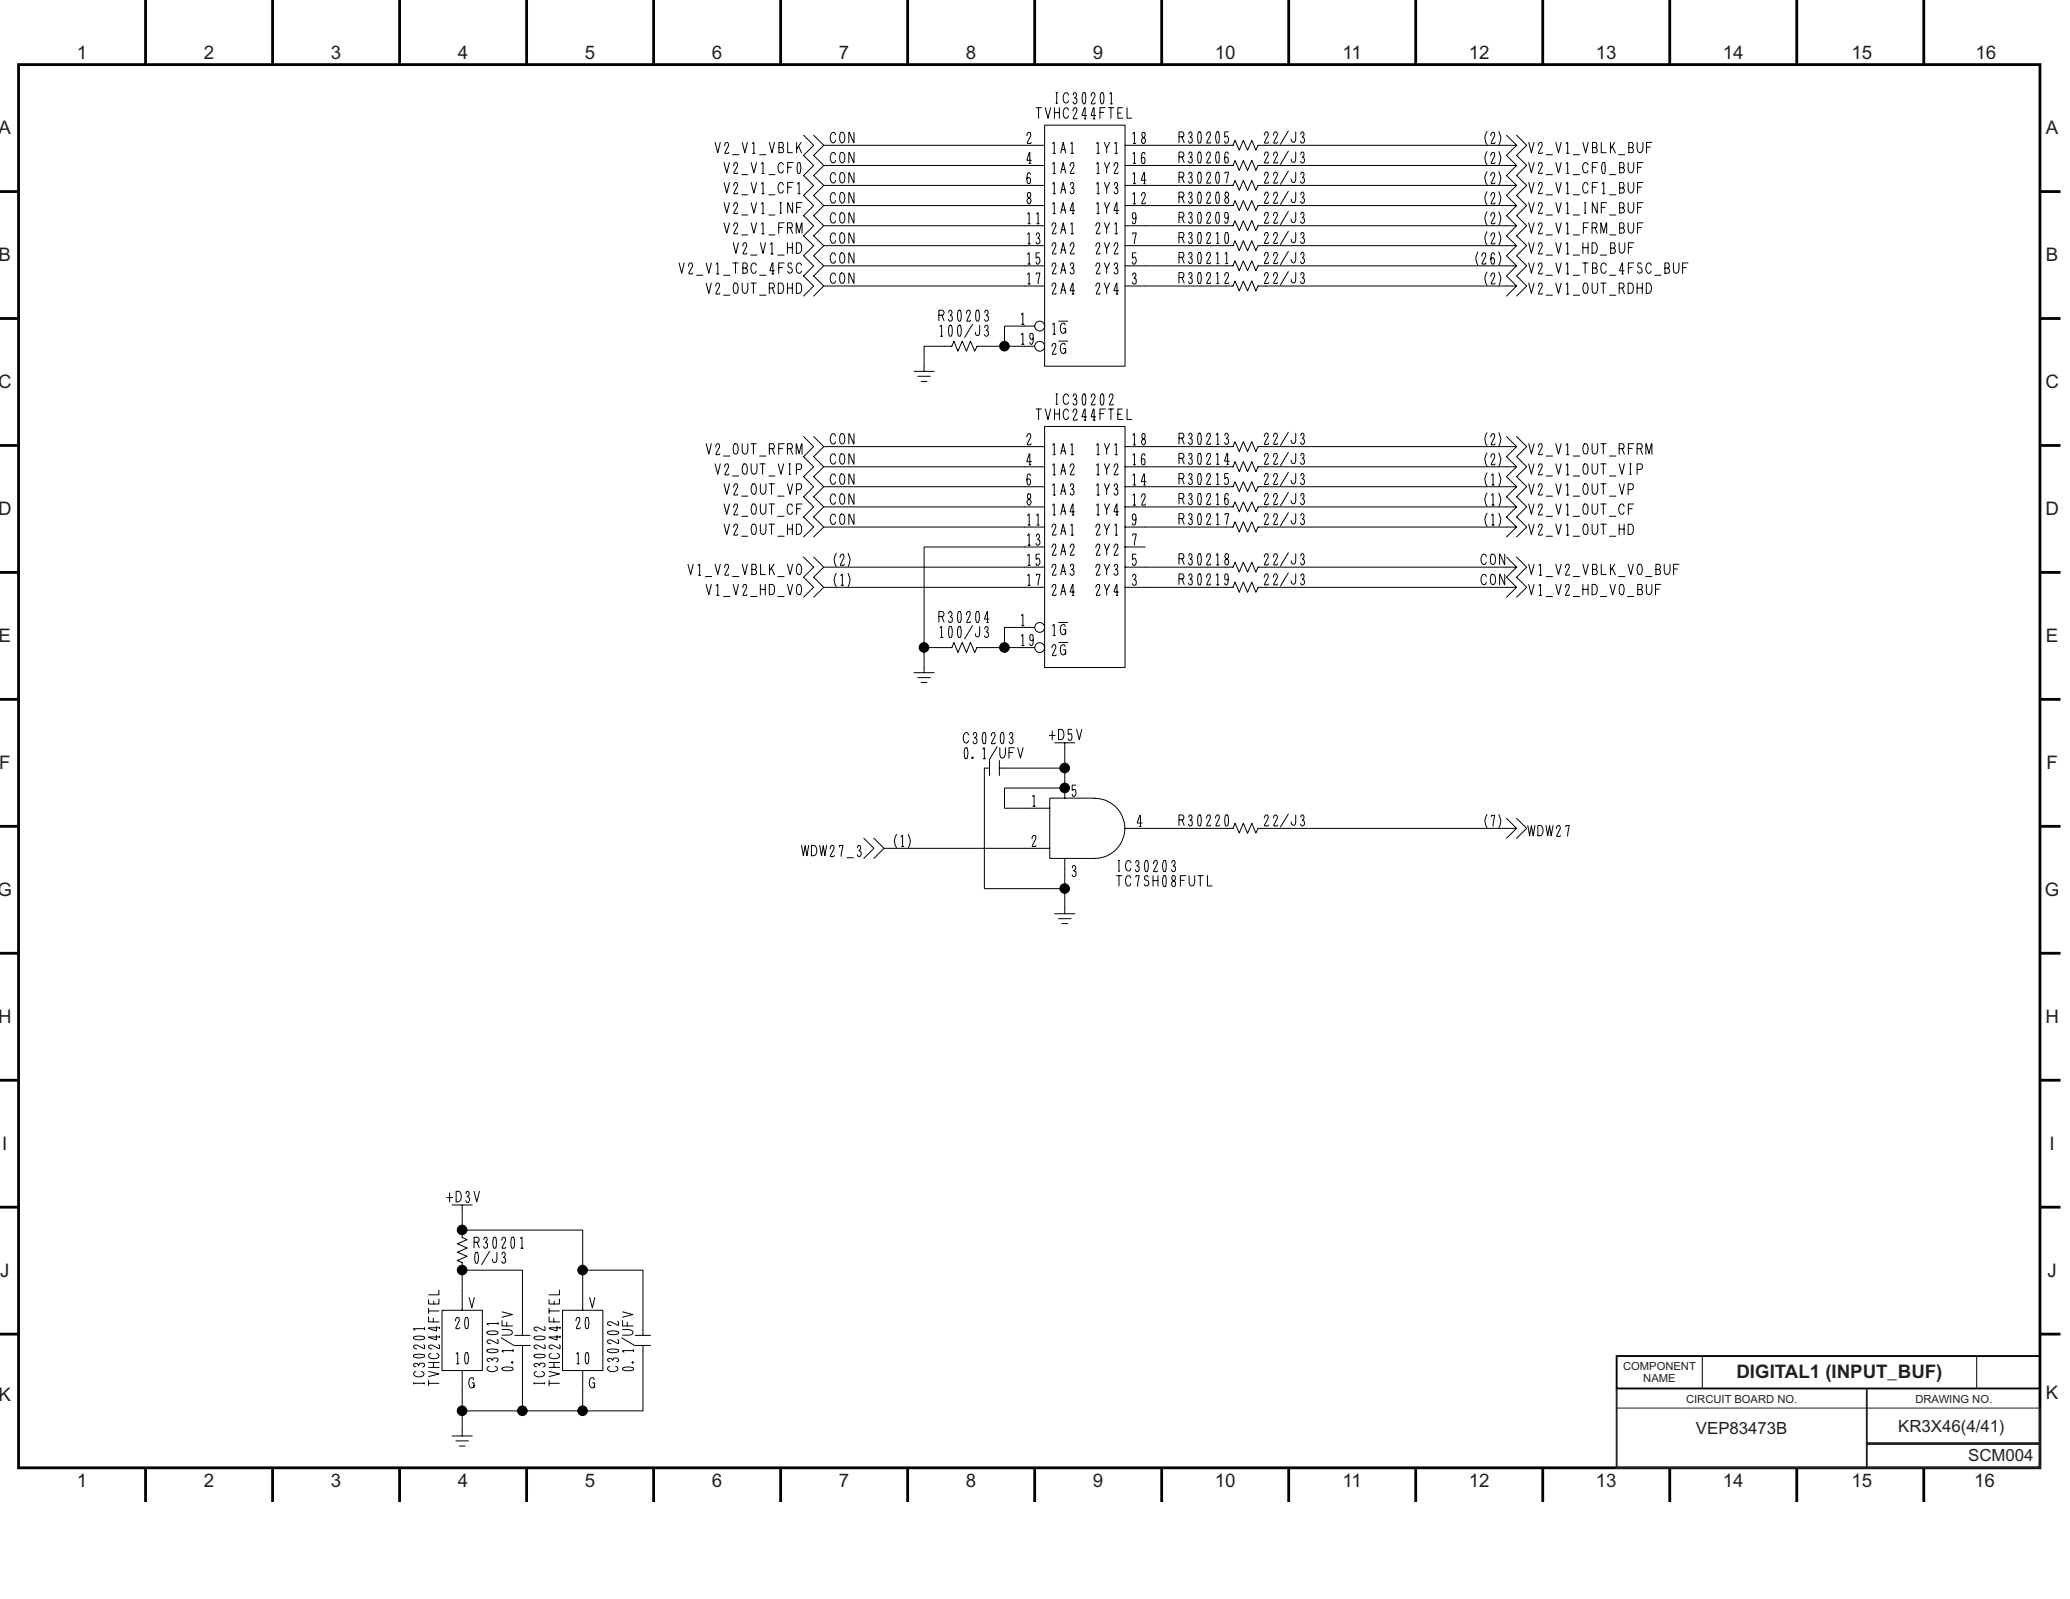 1 2 3 4 5 6 7 8 9 10 11 12 13 14 15 16
A A
B B
C C
D D
E E
F F
G G
H H
I I
J J
K K
IC30201
TVHC244FTEL
V2_V1_VBLK CON 2 1A1 1Y1 18 R30205 22/J3 (2) V2_V1_VBLK_BUF
V2_V1_CF0 CON 4 1A2 1Y2 16 R30206 22/J3 (2) V2_V1_CF0_BUF
V2_V1_CF1 CON 6 1A3 1Y3 14 R30207 22/J3 (2) V2_V1_CF1_BUF
V2_V1_INF CON 8 1A4 1Y4 12 R30208 22/J3 (2) V2_V1_INF_BUF
V2_V1_FRM CON 11 2A1 2Y1 9 R30209 22/J3 (2) V2_V1_FRM_BUF
V2_V1_HD CON 13 2A2 2Y2 7 R30210 22/J3 (2) V2_V1_HD_BUF
V2_V1_TBC_4FSC CON 15 2A3 2Y3 5 R30211 22/J3 (26) V2_V1_TBC_4FSC_BUF
V2_OUT_RDHD CON 17 2A4 2Y4 3 R30212 22/J3 (2) V2_V1_OUT_RDHD
R30203 1 1G
100/J3 19 2G
IC30202
TVHC244FTEL
V2_OUT_RFRM CON 2 1A1 1Y1 18 R30213 22/J3 (2) V2_V1_OUT_RFRM
V2_OUT_VIP CON 4 1A2 1Y2 16 R30214 22/J3 (2) V2_V1_OUT_VIP
V2_OUT_VP CON 6 1A3 1Y3 14 R30215 22/J3 (1) V2_V1_OUT_VP
V2_OUT_CF CON 8 1A4 1Y4 12 R30216 22/J3 (1) V2_V1_OUT_CF
V2_OUT_HD CON 11 2A1 2Y1 9 R30217 22/J3 (1) V2_V1_OUT_HD
13 2A2 2Y2 7
V1_V2_VBLK_VO (2) 15 2A3 2Y3 5 R30218 22/J3 CON V1_V2_VBLK_VO_BUF
V1_V2_HD_VO (1) 17 2A4 2Y4 3 R30219 22/J3 CON V1_V2_HD_VO_BUF
R30204 1 1G
100/J3 19 2G
C30203 +D5V
0.1/UFV
5
1
4 R30220 22/J3 (7) WDW27
WDW27_3 (1) 2
3 IC30203
TC7SH08FUTL
+D3V
R30201
0/J3
IC30201
TVHC244FTEL
V
20
10
G
C30201
0.1/UFV
IC30202
TVHC244FTEL
V
20
10
G
C30202
0.1/UFV
COMPONENT NAME DIGITAL1 (INPUT_BUF)
CIRCUIT BOARD NO. DRAWING NO.
VEP83473B KR3X46(4/41)
SCM004
1 2 3 4 5 6 7 8 9 10 11 12 13 14 15 16